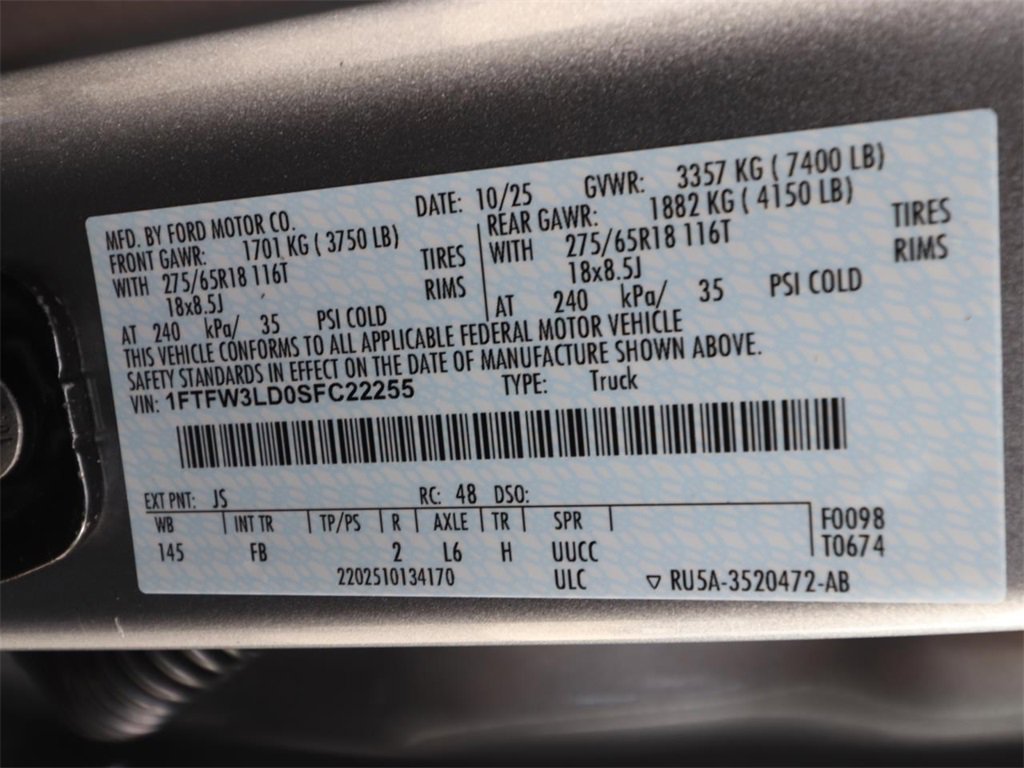 MFD. BY FORD MOTOR CO. DATE: 10/25 GVWR: 3357 KG ( 7400 LB)
FRONT GAWR: 1701 KG ( 3750 LB) REAR GAWR: 1882 KG ( 4150 LB)
WITH 275/65R18 116T TIRES WITH 275/65R18 116T TIRES
18x8.5J RIMS 18x8.5J RIMS
AT 240 kPa/ 35 PSI COLD AT 240 kPa/ 35 PSI COLD
THIS VEHICLE CONFORMS TO ALL APPLICABLE FEDERAL MOTOR VEHICLE
SAFETY STANDARDS IN EFFECT ON THE DATE OF MANUFACTURE SHOWN ABOVE.
VIN: 1FTFW3LD0SFC22255 TYPE: Truck
EXT PNT: JS RC: 48 DSO:
WB INT TR TP/PS R AXLE TR SPR F0098
145 FB 2 L6 H UUCC T0674
2202510134170 ULC ▽ RU5A-3520472-AB